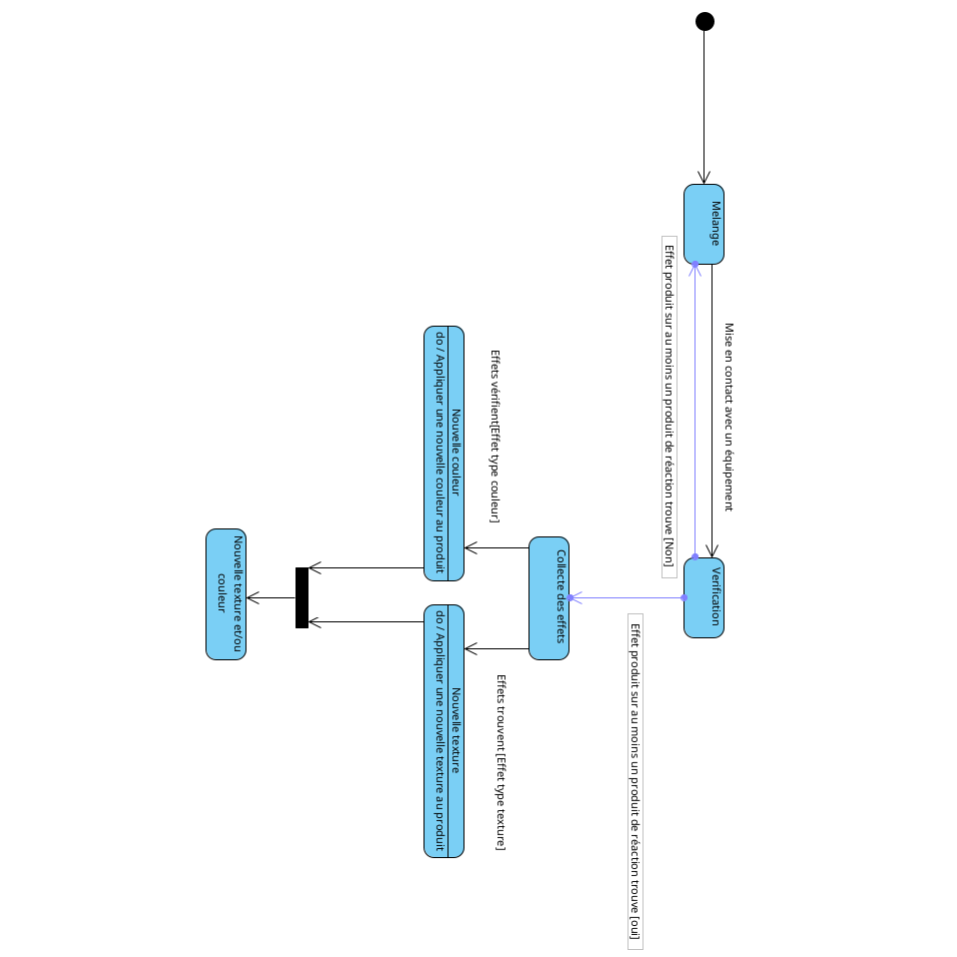 Melange
Mise en contact avec un équipement
Effet produit sur au moins un produit de réaction trouve [Non]
Verification
Effet produit sur au moins un produit de réaction trouve [oui]
Collecte des effets
Effets vérifient[Effet type couleur]
Effets trouvent [Effet type texture]
Nouvelle couleur
do / Appliquer une nouvelle couleur au produit
Nouvelle texture
do / Appliquer une nouvelle texture au produit
Nouvelle texture et/ou
couleur